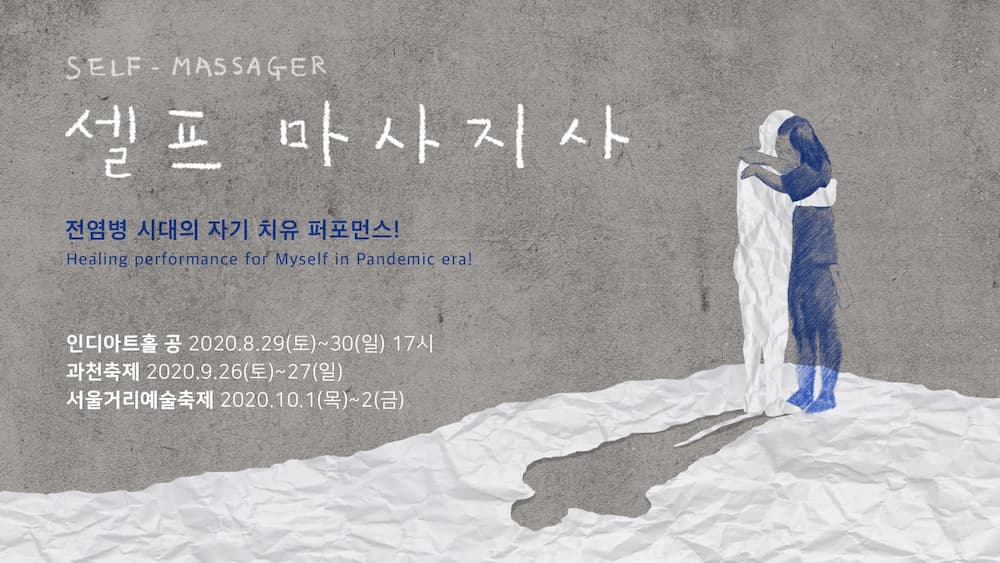 SELF - MASSAGER
셀프 마사지사
전염병 시대의 자기 치유 퍼포먼스!
Healing performance for Myself in Pandemic era!
인디아트홀 공 2020.8.29(토)~30(일) 17시
과천축제 2020.9.26(토)~27(일)
서울거리예술축제 2020.10.1(목)~2(금)